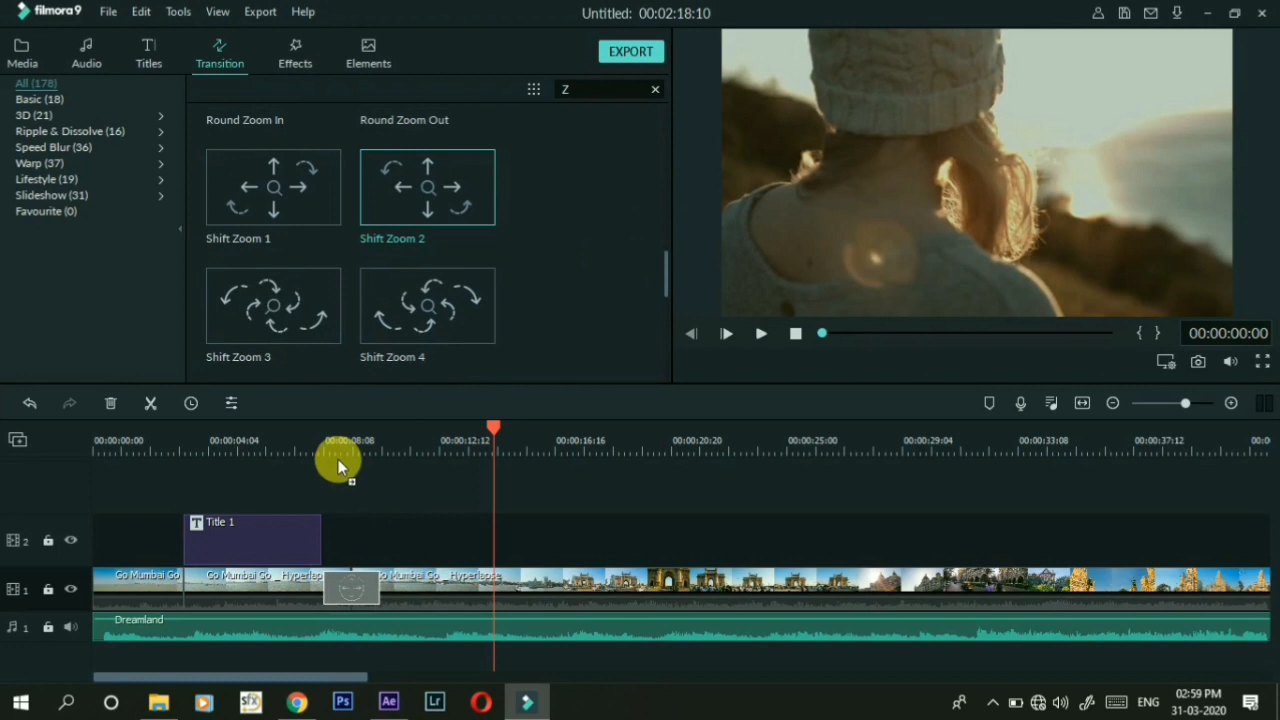 filmora9 File Edit Tools View Export Help Untitled: 00:02:18:10
Media Audio Titles Transition Effects Elements EXPORT
All (178)
Basic (18)
3D (21)
Ripple & Dissolve (16)
Speed Blur (36)
Warp (37)
Lifestyle (19)
Slideshow (31)
Favourite (0)
Z
Round Zoom In Round Zoom Out
Shift Zoom 1 Shift Zoom 2
Shift Zoom 3 Shift Zoom 4
00:00:00:00
00:00:00:00 00:00:04:04 00:00:08:08 00:00:12:12 00:00:16:16 00:00:20:20 00:00:25:00 00:00:29:04 00:00:33:08 00:00:37:12 00:0
2 T Title 1
1 Go Mumbai Go Go Mumbai Go _ Hyperlap Mumbai Go _ Hyperlapse
1 Dreamland
sfx Ps Ae Lr ENG 02:59 PM
31-03-2020